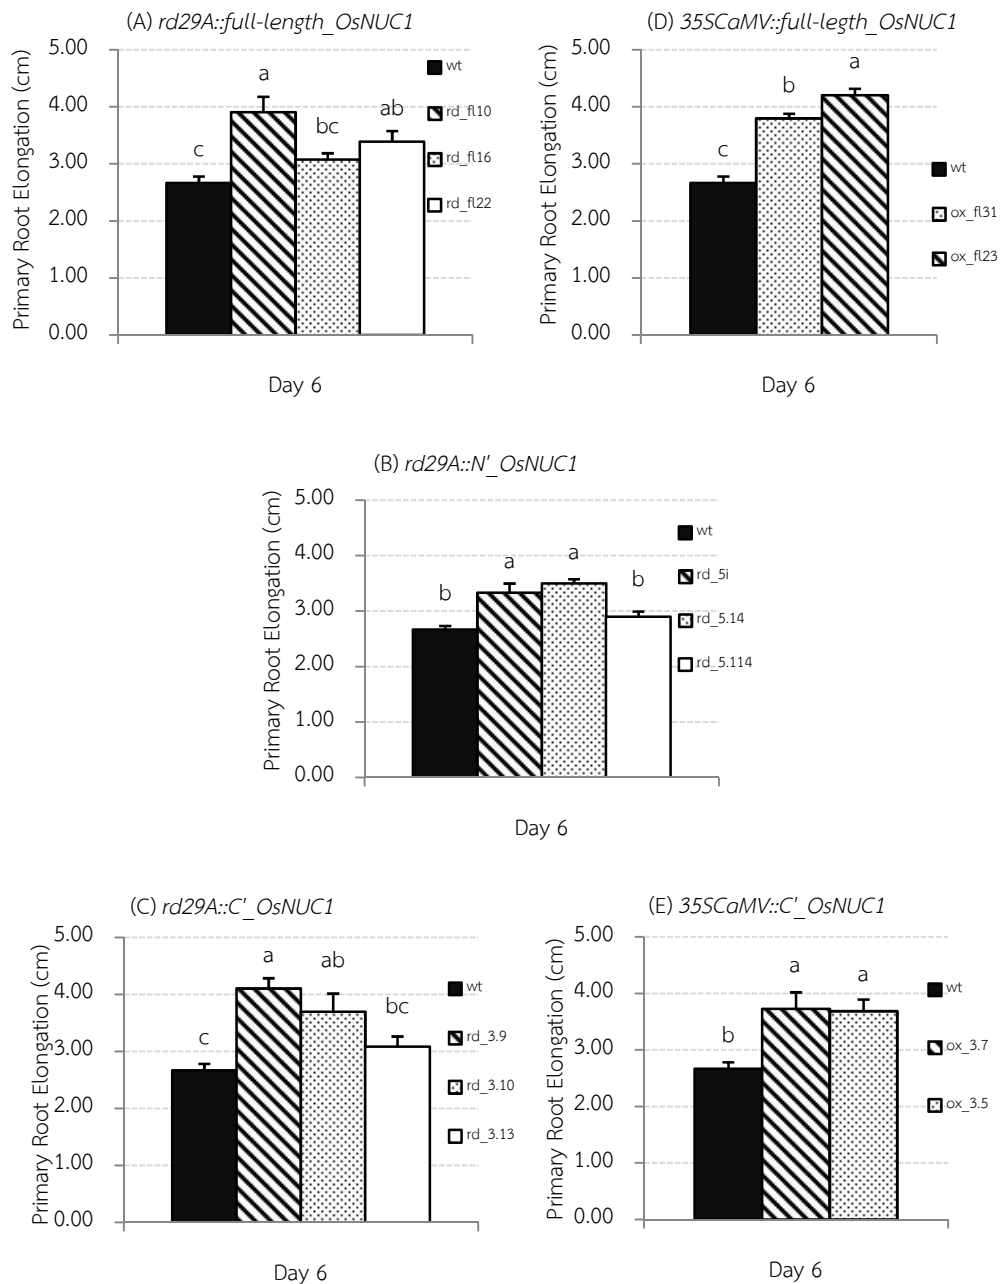 (A) rd29A::full-length_OsNUC1
Primary Root Elongation (cm)
5.00
4.00
3.00
2.00
1.00
0.00
c
a
bc
ab
wt
rd_fl10
rd_fl16
rd_fl22
Day 6
(D) 35SCaMV::full-legth_OsNUC1
Primary Root Elongation (cm)
5.00
4.00
3.00
2.00
1.00
0.00
c
b
a
wt
ox_fl31
ox_fl23
Day 6
(B) rd29A::N'_OsNUC1
Primary Root Elongation (cm)
5.00
4.00
3.00
2.00
1.00
0.00
b
a
a
b
wt
rd_5i
rd_5.14
rd_5.114
Day 6
(C) rd29A::C'_OsNUC1
Primary Root Elongation (cm)
5.00
4.00
3.00
2.00
1.00
0.00
c
a
ab
bc
wt
rd_3.9
rd_3.10
rd_3.13
Day 6
(E) 35SCaMV::C'_OsNUC1
Primary Root Elongation (cm)
5.00
4.00
3.00
2.00
1.00
0.00
b
a
a
wt
ox_3.7
ox_3.5
Day 6